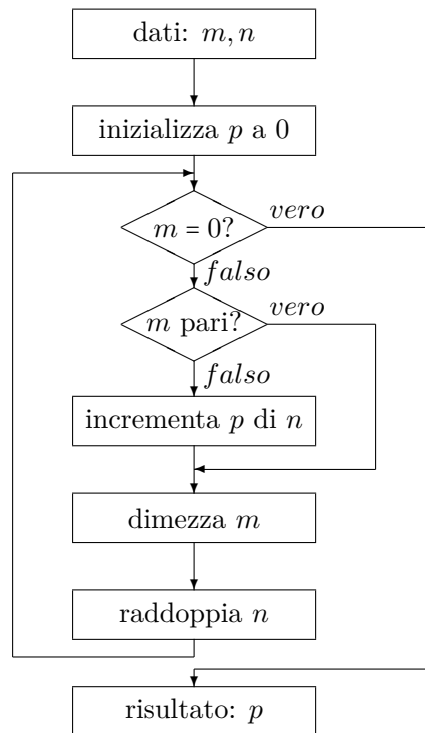 dati: m, n
inizializza p a 0
m = 0?
vero
falso
m pari?
vero
falso
incrementa p di n
dimezza m
raddoppia n
risultato: p